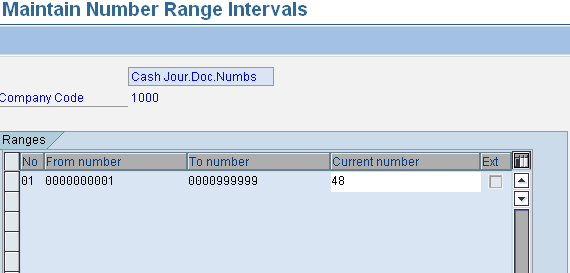 Maintain Number Range Intervals
Cash Jour.Doc.Numbs
Company Code 1000
Ranges
No From number To number Current number Ext
01 0000000001 0000999999 48